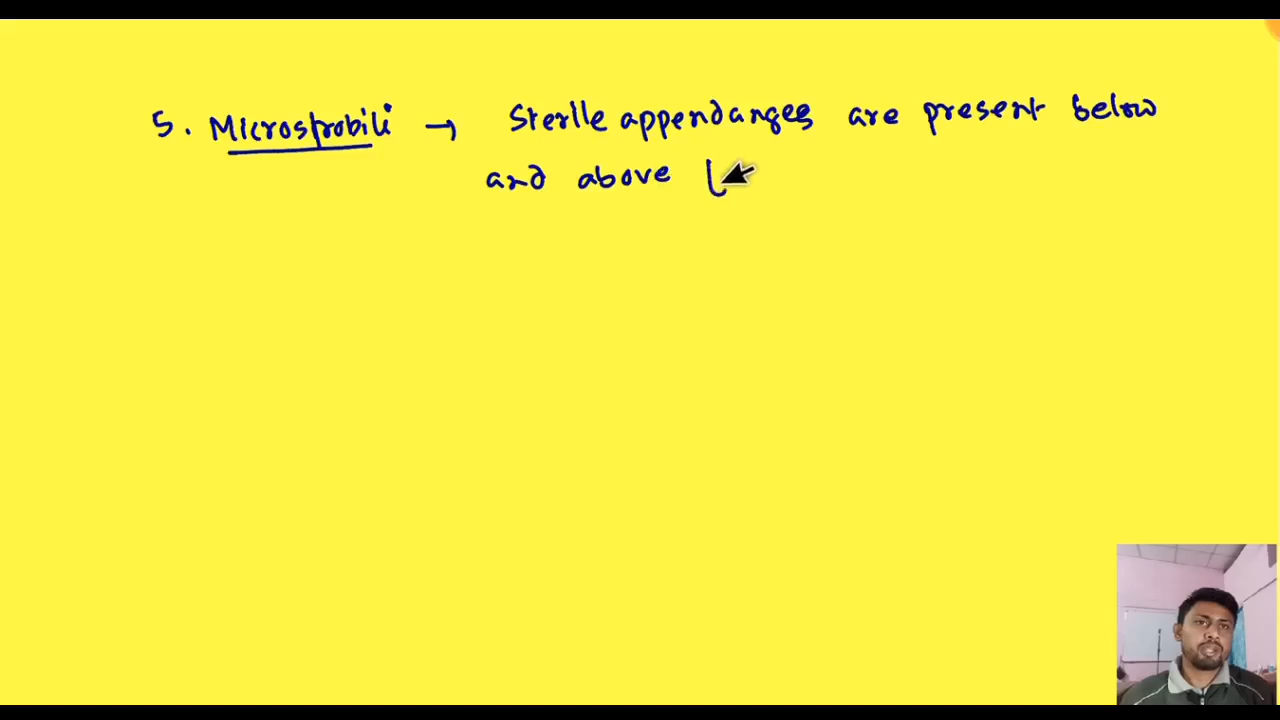 5. Microstrobili → Sterile appendanges are present below
and above